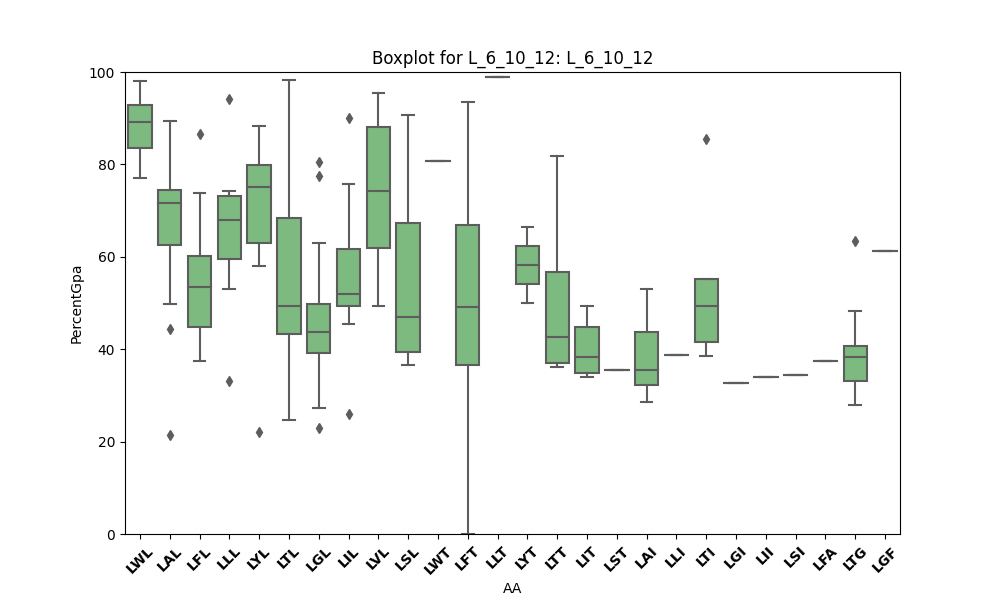 Boxplot for L_6_10_12: L_6_10_12
100
80
60
40
20
0
PercentGpa
LWL LAL LFL LLL LYL LTL LGL LIL LVL LSL LWT LFT LLT LYT LTT LIT LST LAI LLI LTI LGI LII LSI LFA LTG LGF
AA